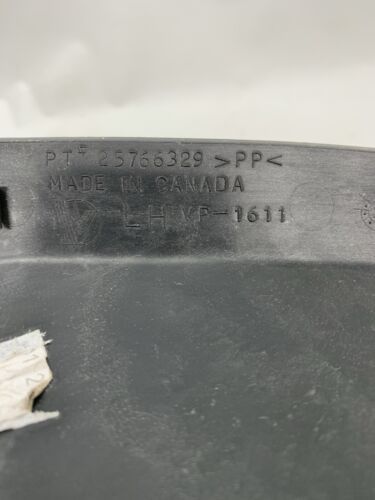 PT# 25766329 >PP<
MADE IN CANADA
LH VP-1611